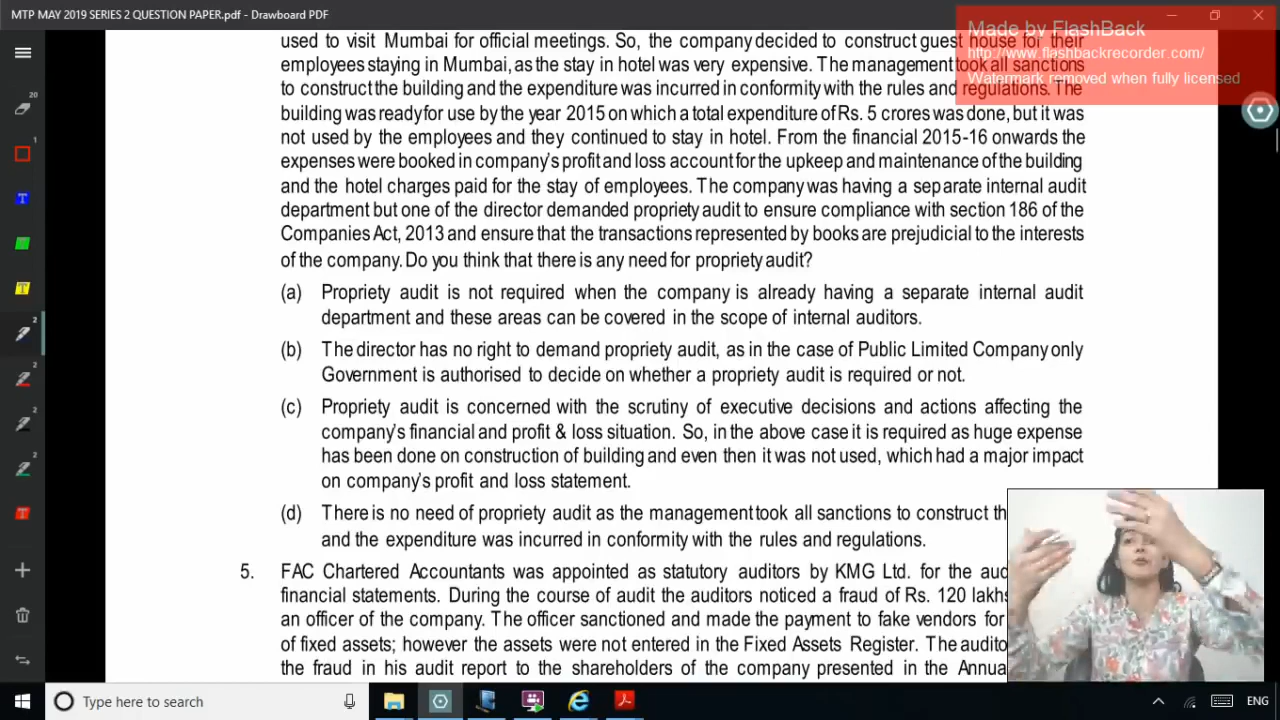 MTP MAY 2019 SERIES 2 QUESTION PAPER.pdf - Drawboard PDF
Made by FlashBack
http://www.flashbackrecorder.com/
Watermark removed when fully licensed
used to visit Mumbai for official meetings. So, the company decided to construct guest house for their
employees staying in Mumbai, as the stay in hotel was very expensive. The management took all sanctions
to construct the building and the expenditure was incurred in conformity with the rules and regulations. The
building was ready for use by the year 2015 on which a total expenditure of Rs. 5 crores was done, but it was
not used by the employees and they continued to stay in hotel. From the financial 2015-16 onwards the
expenses were booked in company's profit and loss account for the upkeep and maintenance of the building
and the hotel charges paid for the stay of employees. The company was having a separate internal audit
department but one of the director demanded propriety audit to ensure compliance with section 186 of the
Companies Act, 2013 and ensure that the transactions represented by books are prejudicial to the interests
of the company. Do you think that there is any need for propriety audit?
(a) Propriety audit is not required when the company is already having a separate internal audit
department and these areas can be covered in the scope of internal auditors.
(b) The director has no right to demand propriety audit, as in the case of Public Limited Company only
Government is authorised to decide on whether a propriety audit is required or not.
(c) Propriety audit is concerned with the scrutiny of executive decisions and actions affecting the
company's financial and profit & loss situation. So, in the above case it is required as huge expense
has been done on construction of building and even then it was not used, which had a major impact
on company's profit and loss statement.
(d) There is no need of propriety audit as the management took all sanctions to construct th
and the expenditure was incurred in conformity with the rules and regulations.
5. FAC Chartered Accountants was appointed as statutory auditors by KMG Ltd. for the aud
financial statements. During the course of audit the auditors noticed a fraud of Rs. 120 lakhs
an officer of the company. The officer sanctioned and made the payment to fake vendors for
of fixed assets; however the assets were not entered in the Fixed Assets Register. The audito
the fraud in his audit report to the shareholders of the company presented in the Annua
20
1
T
T
2
2
2
2
T
Type here to search
ENG